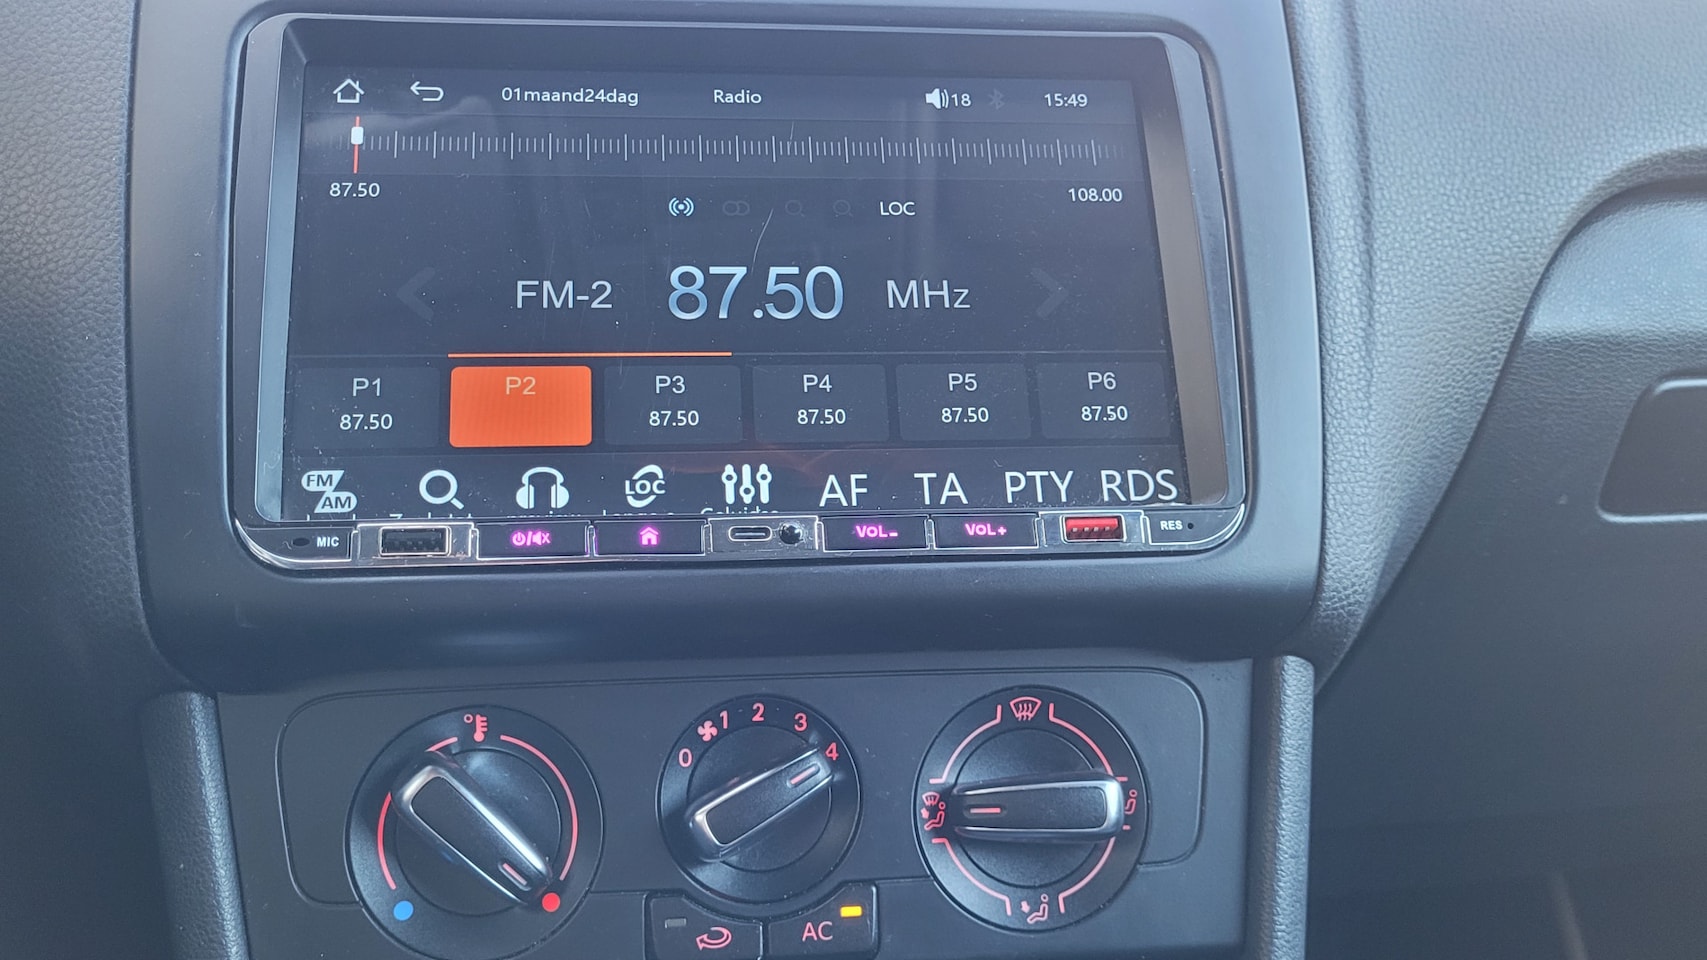 01maand24dag Radio 18 15:49
87.50 108.00
LOC
FM-2 87.50 MHz
P1 P2 P3 P4 P5 P6
87.50 87.50 87.50 87.50 87.50
FM AM LOC AF TA PTY RDS
MIC VOL- VOL+ RES
0 1 2 3 4
AC